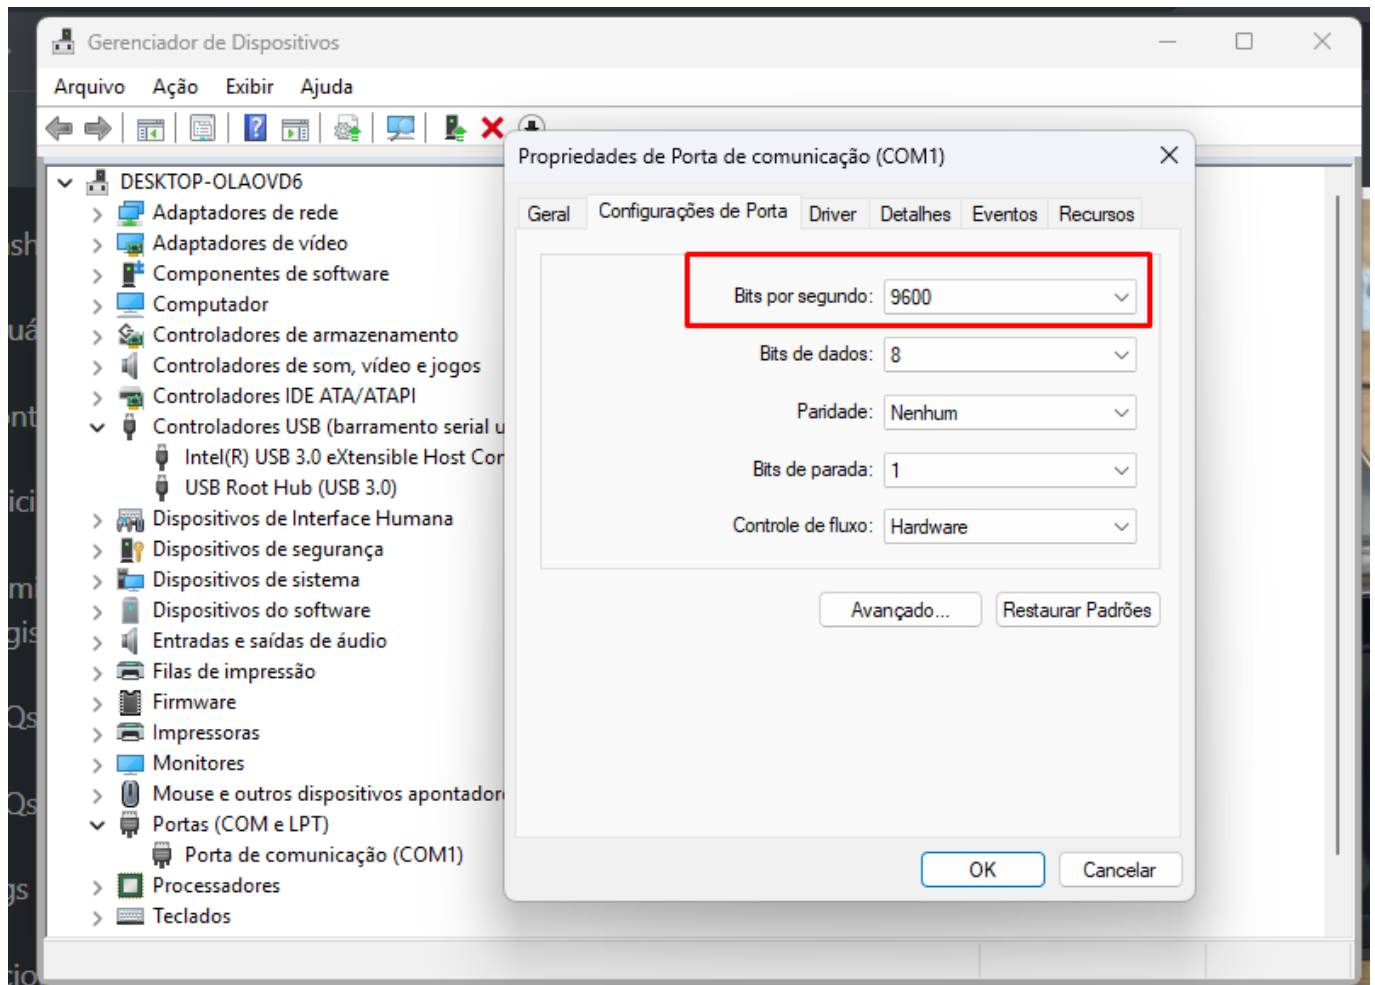 Gerenciador de Dispositivos
Arquivo Ação Exibir Ajuda
DESKTOP-OLAOVD6
Adaptadores de rede
Adaptadores de vídeo
Componentes de software
Computador
Controladores de armazenamento
Controladores de som, vídeo e jogos
Controladores IDE ATA/ATAPI
Controladores USB (barramento serial u
Intel(R) USB 3.0 eXtensible Host Cor
USB Root Hub (USB 3.0)
Dispositivos de Interface Humana
Dispositivos de segurança
Dispositivos de sistema
Dispositivos do software
Entradas e saídas de áudio
Filas de impressão
Firmware
Impressoras
Monitores
Mouse e outros dispositivos apontador
Portas (COM e LPT)
Porta de comunicação (COM1)
Processadores
Teclados
Propriedades de Porta de comunicação (COM1)
Geral Configurações de Porta Driver Detalhes Eventos Recursos
Bits por segundo: 9600
Bits de dados: 8
Paridade: Nenhum
Bits de parada: 1
Controle de fluxo: Hardware
Avançado... Restaurar Padrões
OK Cancelar